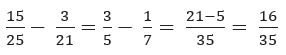 15/25 − 3/21 = 3/5 − 1/7 = 21−5/35 = 16/35